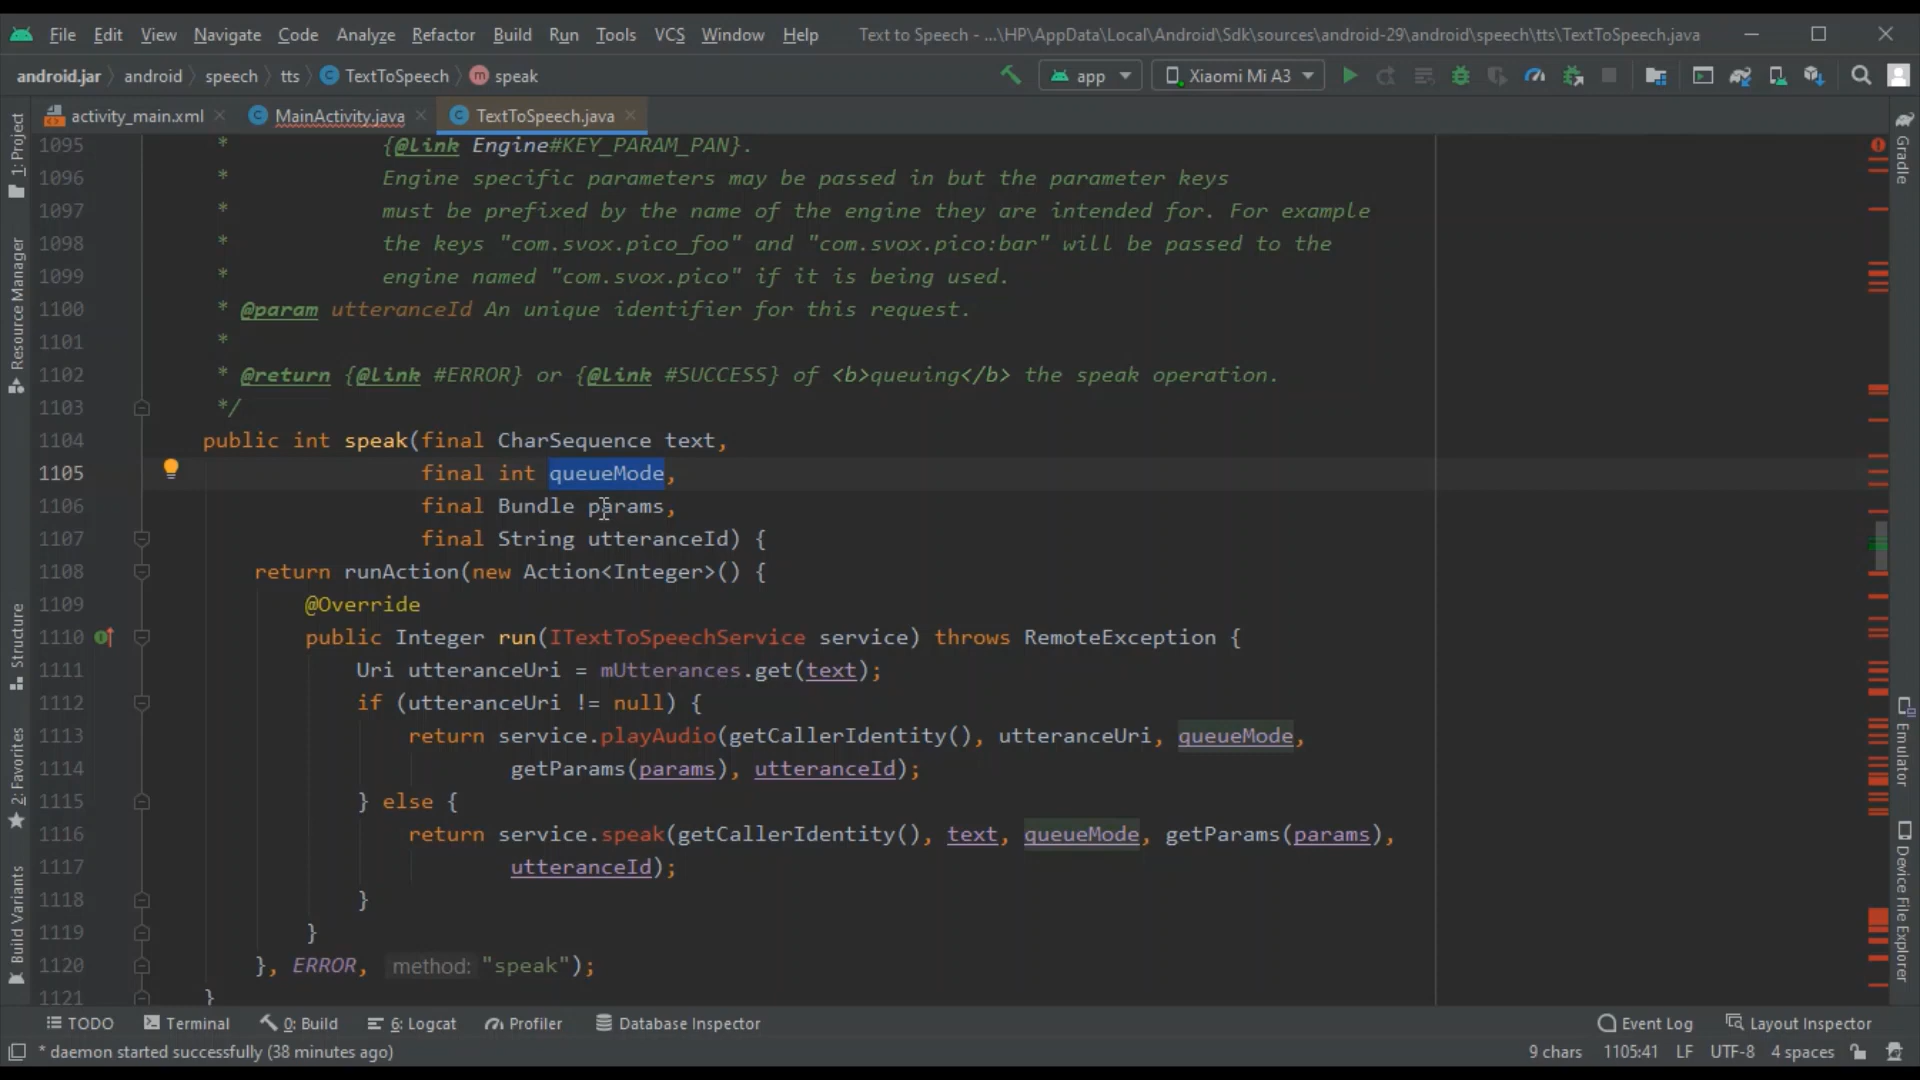 File Edit View Navigate Code Analyze Refactor Build Run Tools VCS Window Help Text to Speech - ...\HP\AppData\Local\Android\Sdk\sources\android-29\android\speech\tts\TextToSpeech.java
android.jar android speech tts TextToSpeech speak app Xiaomi Mi A3
activity_main.xml MainActivity.java TextToSpeech.java
1: Project
Resource Manager
Structure
2: Favorites
Build Variants
1095 * {@link Engine#KEY_PARAM_PAN}.
1096 * Engine specific parameters may be passed in but the parameter keys
1097 * must be prefixed by the name of the engine they are intended for. For example
1098 * the keys "com.svox.pico_foo" and "com.svox.pico:bar" will be passed to the
1099 * engine named "com.svox.pico" if it is being used.
1100 * @param utteranceId An unique identifier for this request.
1101 *
1102 * @return {@link #ERROR} or {@link #SUCCESS} of <b>queuing</b> the speak operation.
1103 */
1104 public int speak(final CharSequence text,
1105 final int queueMode,
1106 final Bundle params,
1107 final String utteranceId) {
1108 return runAction(new Action<Integer>() {
1109 @Override
1110 public Integer run(ITextToSpeechService service) throws RemoteException {
1111 Uri utteranceUri = mUtterances.get(text);
1112 if (utteranceUri != null) {
1113 return service.playAudio(getCallerIdentity(), utteranceUri, queueMode,
1114 getParams(params), utteranceId);
1115 } else {
1116 return service.speak(getCallerIdentity(), text, queueMode, getParams(params),
1117 utteranceId);
1118 }
1119 }
1120 }, ERROR, method: "speak");
1121 }
Gradle
Emulator
Device File Explorer
TODO Terminal 0: Build 6: Logcat Profiler Database Inspector Event Log Layout Inspector
* daemon started successfully (38 minutes ago) 9 chars 1105:41 LF UTF-8 4 spaces